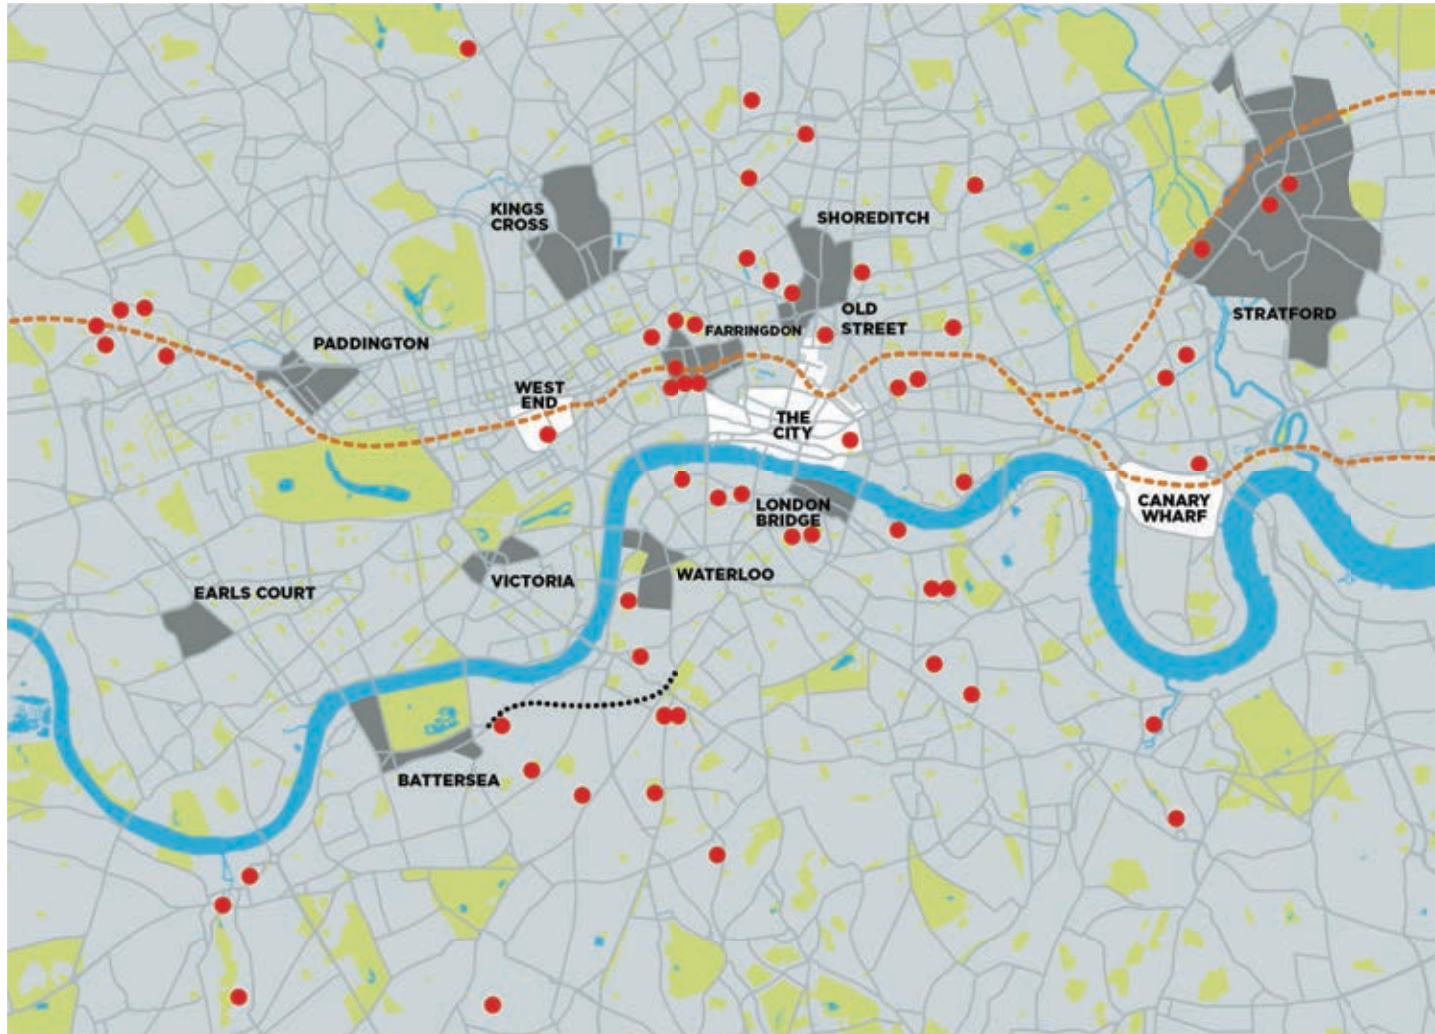 KINGS
CROSS
SHOREDITCH
OLD
STREET
STRATFORD
FARRINGDON
PADDINGTON
WEST
END
THE
CITY
CANARY
WHARF
LONDON
BRIDGE
VICTORIA
WATERLOO
EARLS COURT
BATTERSEA